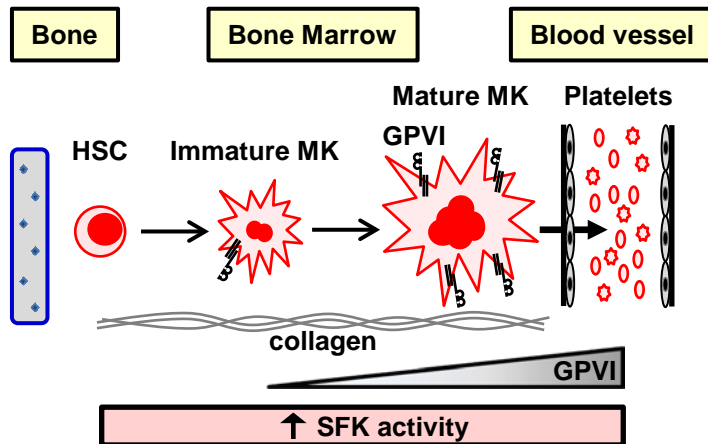 Bone
Bone Marrow
Blood vessel
Mature MK
Platelets
HSC
Immature MK
GPVI
collagen
GPVI
↑ SFK activity